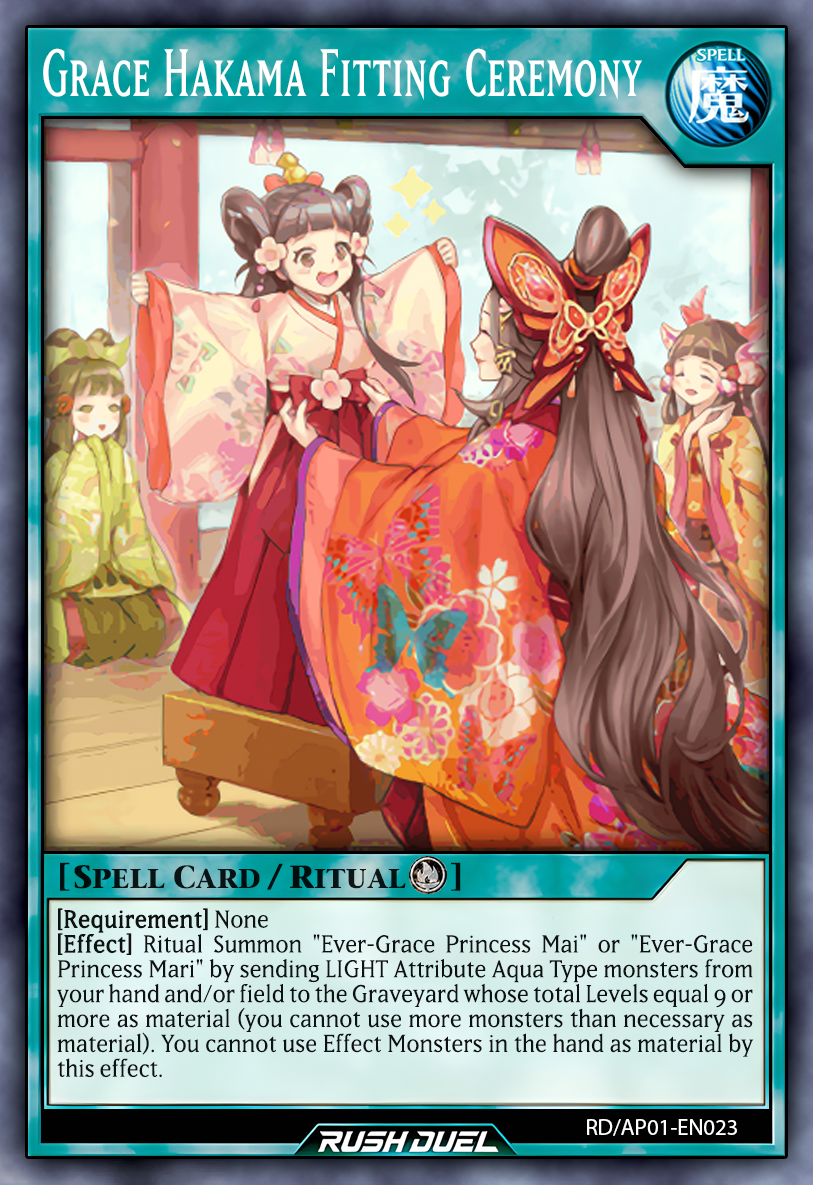 Grace Hakama Fitting Ceremony
SPELL
魔
[Spell Card / Ritual]
[Requirement] None
[Effect] Ritual Summon "Ever-Grace Princess Mai" or "Ever-Grace
Princess Mari" by sending LIGHT Attribute Aqua Type monsters from
your hand and/or field to the Graveyard whose total Levels equal 9 or
more as material (you cannot use more monsters than necessary as
material). You cannot use Effect Monsters in the hand as material by
this effect.
RD/AP01-EN023
RUSH DUEL